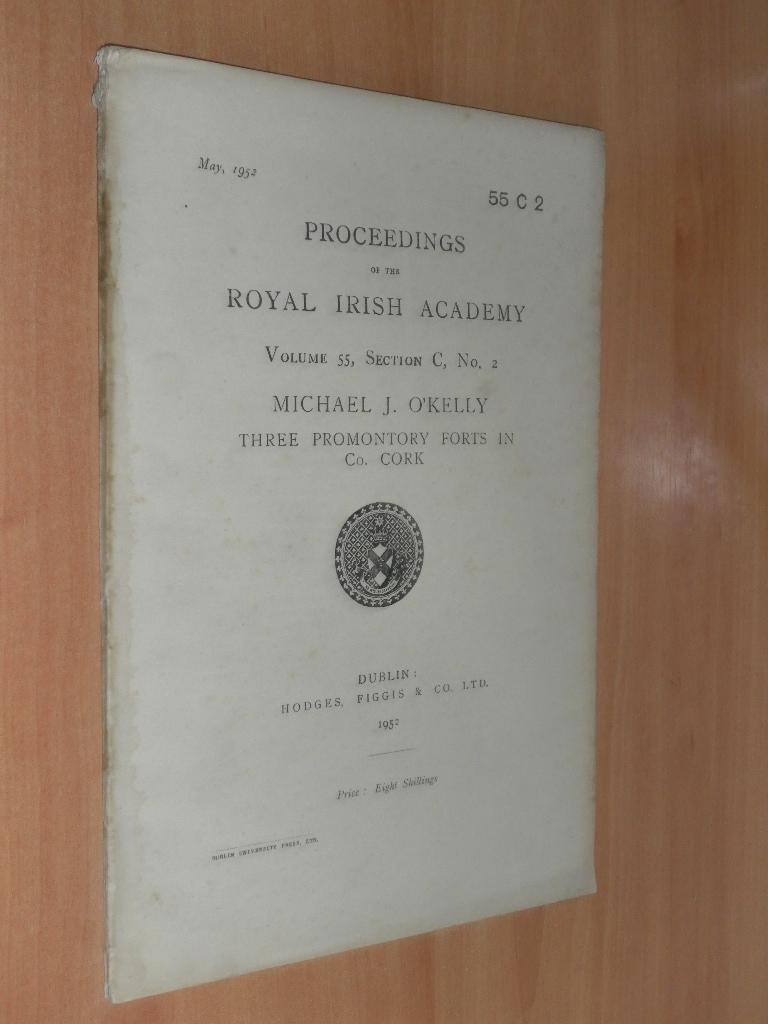 May, 1952
55 C 2
PROCEEDINGS
OF THE
ROYAL IRISH ACADEMY
VOLUME 55, SECTION C, No. 2
MICHAEL J. O'KELLY
THREE PROMONTORY FORTS IN
Co. CORK
DUBLIN:
HODGES, FIGGIS & CO. LTD.
1952
Price: Eight Shillings
DUBLIN UNIVERSITY PRESS, LTD.